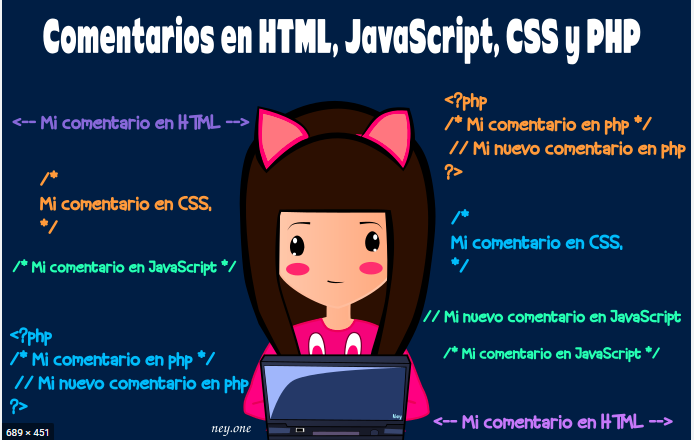 Comentarios en HTML, JavaScript, CSS y PHP
<-- Mi comentario en HTML -->
/*
Mi comentario en CSS,
*/
/* Mi comentario en JavaScript */
<?php
/* Mi comentario en php */
// Mi nuevo comentario en php
?>
<?php
/* Mi comentario en php */
// Mi nuevo comentario en php
?>
/*
Mi comentario en CSS,
*/
// Mi nuevo comentario en JavaScript
/* Mi comentario en JavaScript */
<-- Mi comentario en HTML -->
Ney
ney.one
689 × 451